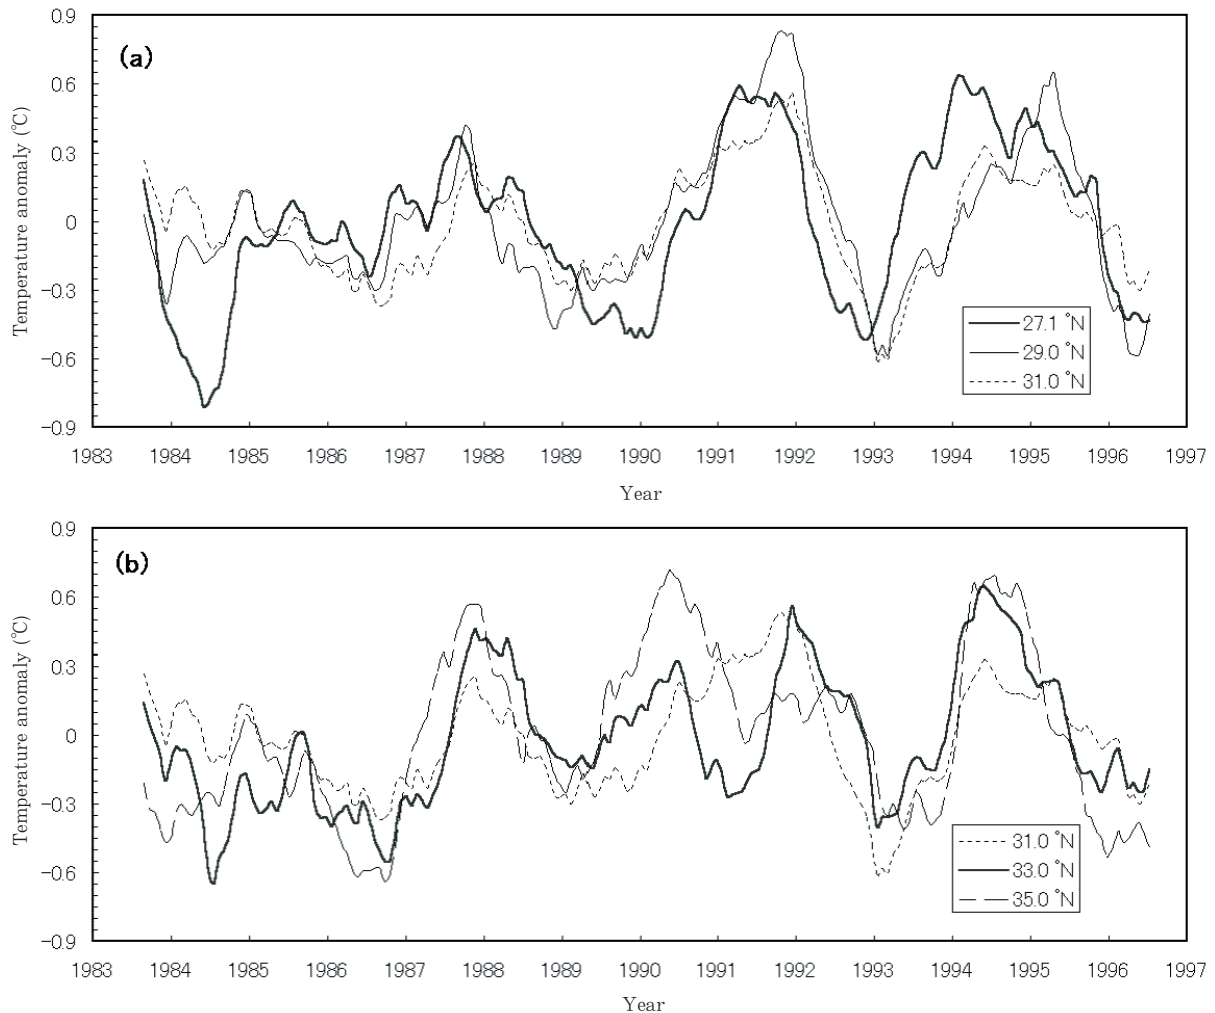 (a)
Temperature anomaly (℃)
0.9
0.6
0.3
0
-0.3
-0.6
-0.9
27.1 °N
29.0 °N
31.0 °N
1983 1984 1985 1986 1987 1988 1989 1990 1991 1992 1993 1994 1995 1996 1997
Year
(b)
Temperature anomaly (℃)
0.9
0.6
0.3
0
-0.3
-0.6
-0.9
31.0 °N
33.0 °N
35.0 °N
1983 1984 1985 1986 1987 1988 1989 1990 1991 1992 1993 1994 1995 1996 1997
Year